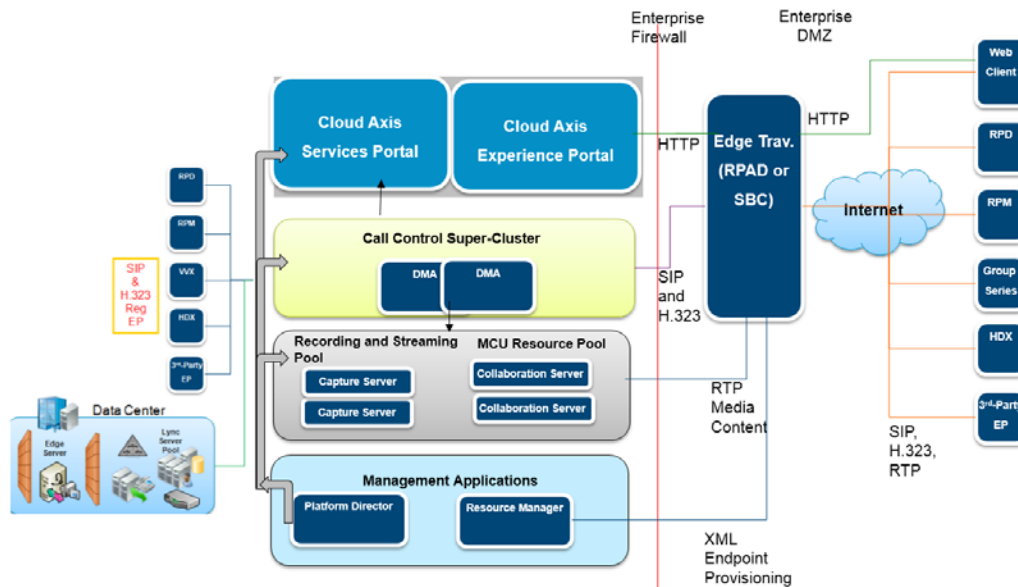 Enterprise
Firewall
Enterprise
DMZ
Cloud Axis
Services Portal
Cloud Axis
Experience Portal
HTTP
Edge Trav.
(RPAD or
SBC)
HTTP
Web
Client
RPD
RPM
Group
Series
HDX
3rd-Party
EP
Internet
SIP,
H.323,
RTP
RPD
RPM
VVX
HDX
3rd-Party
EP
SIP
&
H.323
Reg
EP
Call Control Super-Cluster
DMA
DMA
SIP
and
H.323
Recording and Streaming
Pool
Capture Server
Capture Server
MCU Resource Pool
Collaboration Server
Collaboration Server
RTP
Media
Content
Data Center
Edge
Server
Lync
Server
Pool
Management Applications
Platform Director
Resource Manager
XML
Endpoint
Provisioning